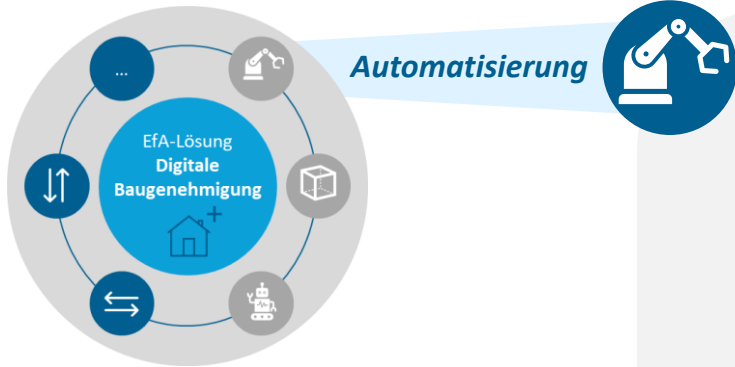 ...
EfA-Lösung
Digitale
Baugenehmigung
Automatisierung